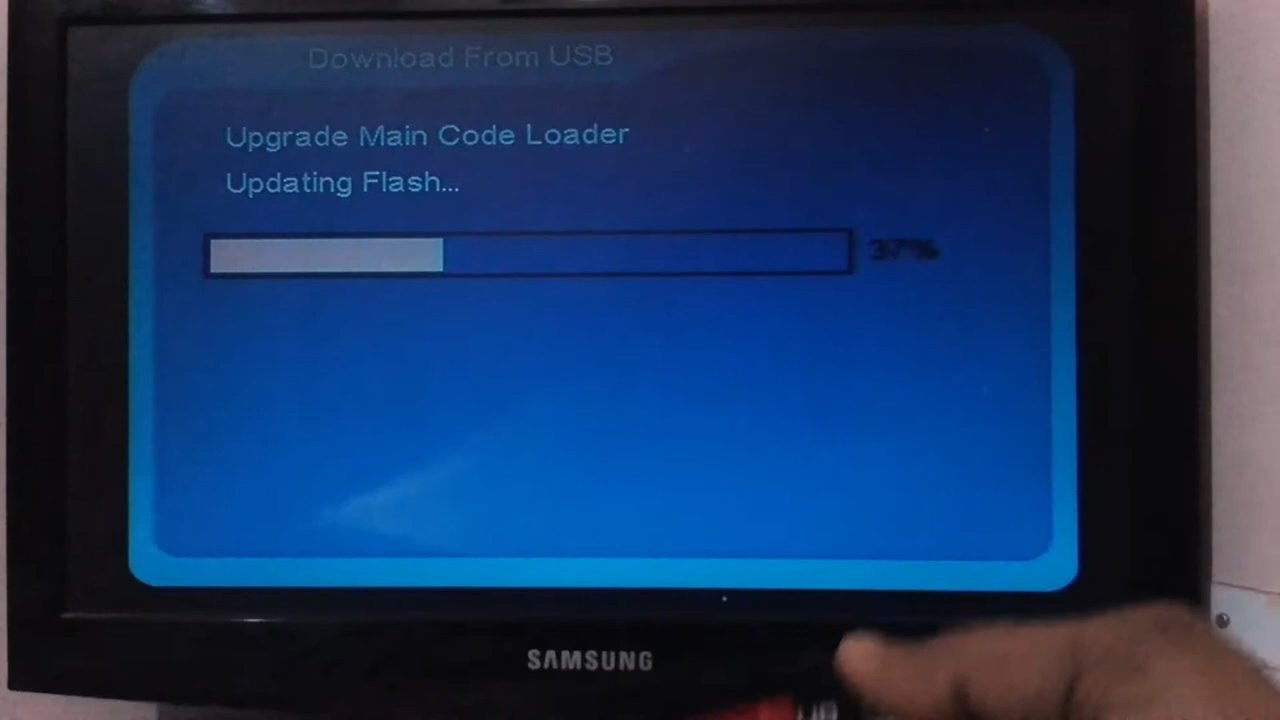 Download From USB
Upgrade Main Code Loader
Updating Flash...
37%
SAMSUNG